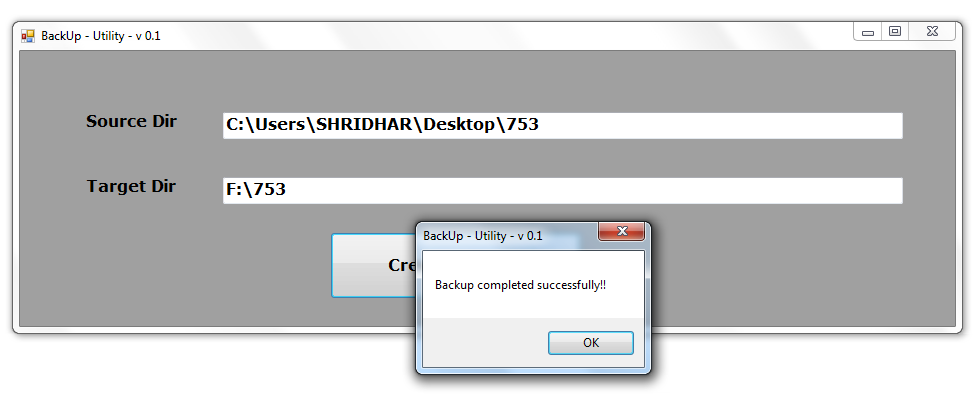 BackUp - Utility - v 0.1
Source Dir
C:\Users\SHRIDHAR\Desktop\753
Target Dir
F:\753
BackUp - Utility - v 0.1
Backup completed successfully!!
OK